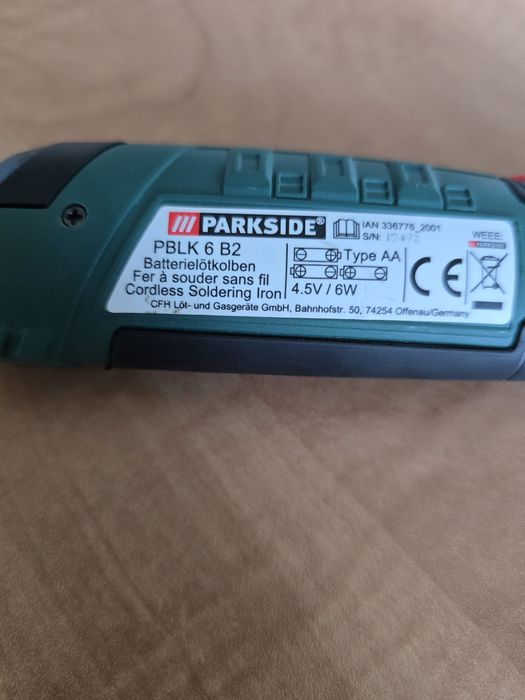 PARKSIDE®
IAN 336776_2001
S/N: 12472
WEEE:
PARKSIDE
PBLK 6 B2
Batterielötkolben
Fer à souder sans fil
Cordless Soldering Iron
Type AA
4.5V / 6W
CE
CFH Löt- und Gasgeräte GmbH, Bahnhofstr. 50, 74254 Offenau/Germany